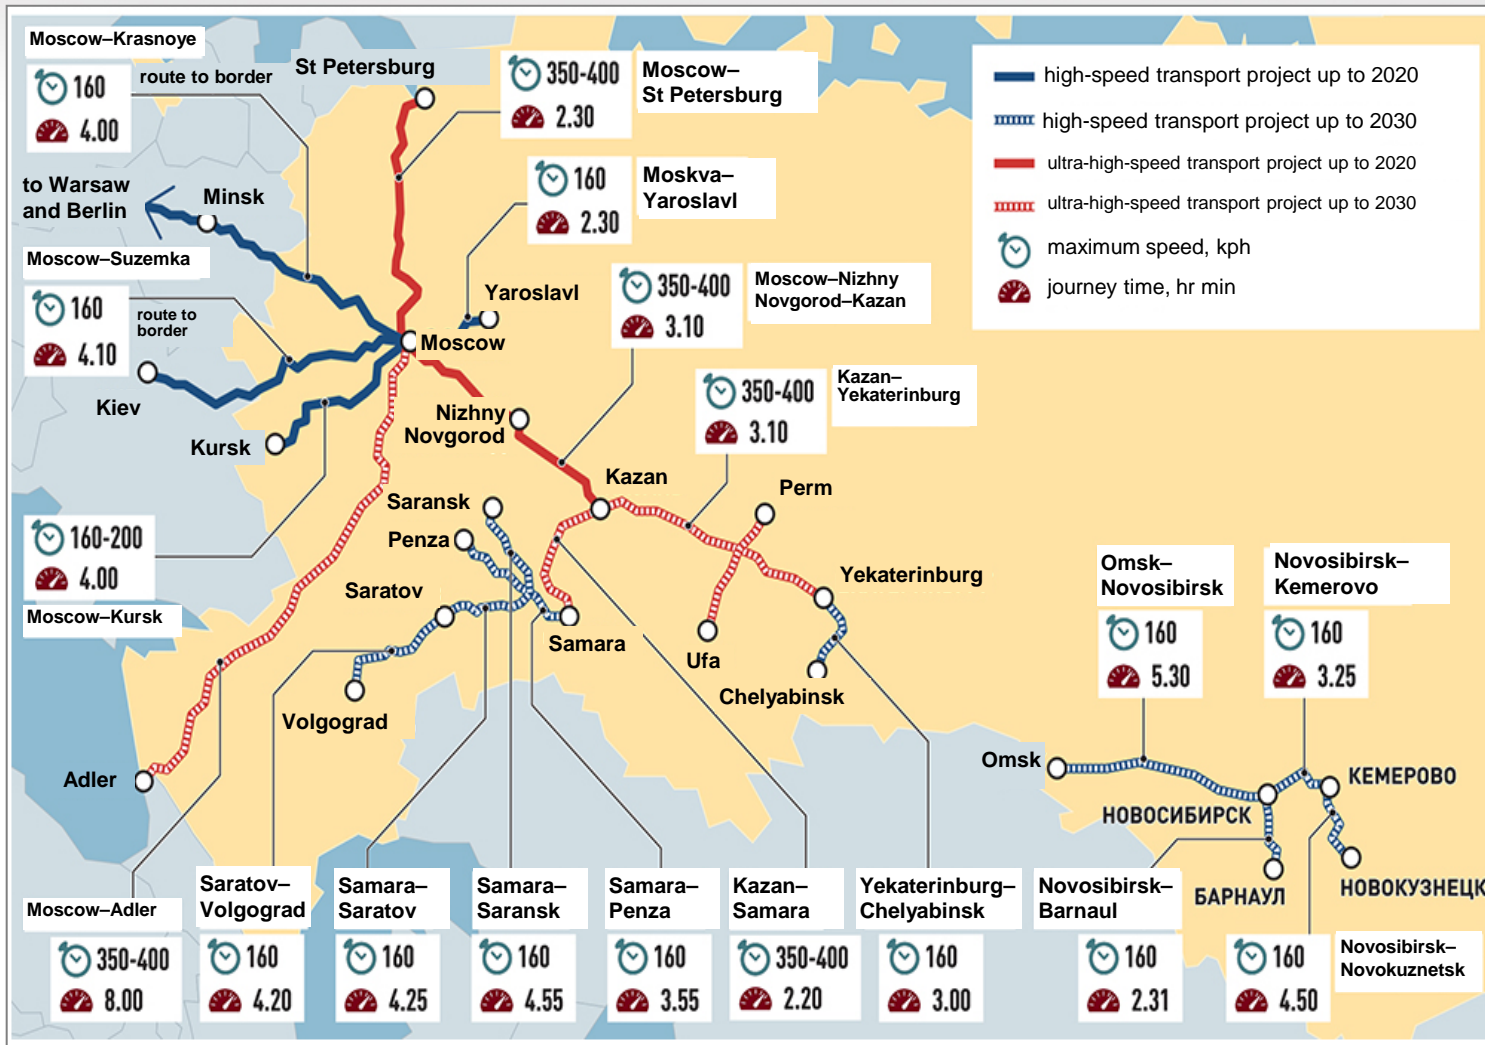 Moscow–Krasnoye
160
4.00
route to border
St Petersburg
350-400
2.30
Moscow–
St Petersburg
high-speed transport project up to 2020
high-speed transport project up to 2030
ultra-high-speed transport project up to 2020
ultra-high-speed transport project up to 2030
maximum speed, kph
journey time, hr min
to Warsaw
and Berlin
Minsk
160
2.30
Moskva–
Yaroslavl
Moscow–Suzemka
160
4.10
route to
border
Yaroslavl
Moscow
350-400
3.10
Moscow–Nizhny
Novgorod–Kazan
Kiev
Kursk
Nizhny
Novgorod
350-400
3.10
Kazan–
Yekaterinburg
160-200
4.00
Moscow–Kursk
Saransk
Penza
Saratov
Kazan
Perm
Samara
Ufa
Yekaterinburg
Chelyabinsk
Volgograd
Adler
Omsk–
Novosibirsk
160
5.30
Novosibirsk–
Kemerovo
160
3.25
Omsk
НОВОСИБИРСК
КЕМЕРОВО
БАРНАУЛ
НОВОКУЗНЕЦК
Moscow–Adler
350-400
8.00
Saratov–
Volgograd
160
4.20
Samara–
Saratov
160
4.25
Samara–
Saransk
160
4.55
Samara–
Penza
160
3.55
Kazan–
Samara
350-400
2.20
Yekaterinburg–
Chelyabinsk
160
3.00
Novosibirsk–
Barnaul
160
2.31
160
4.50
Novosibirsk–
Novokuznetsk